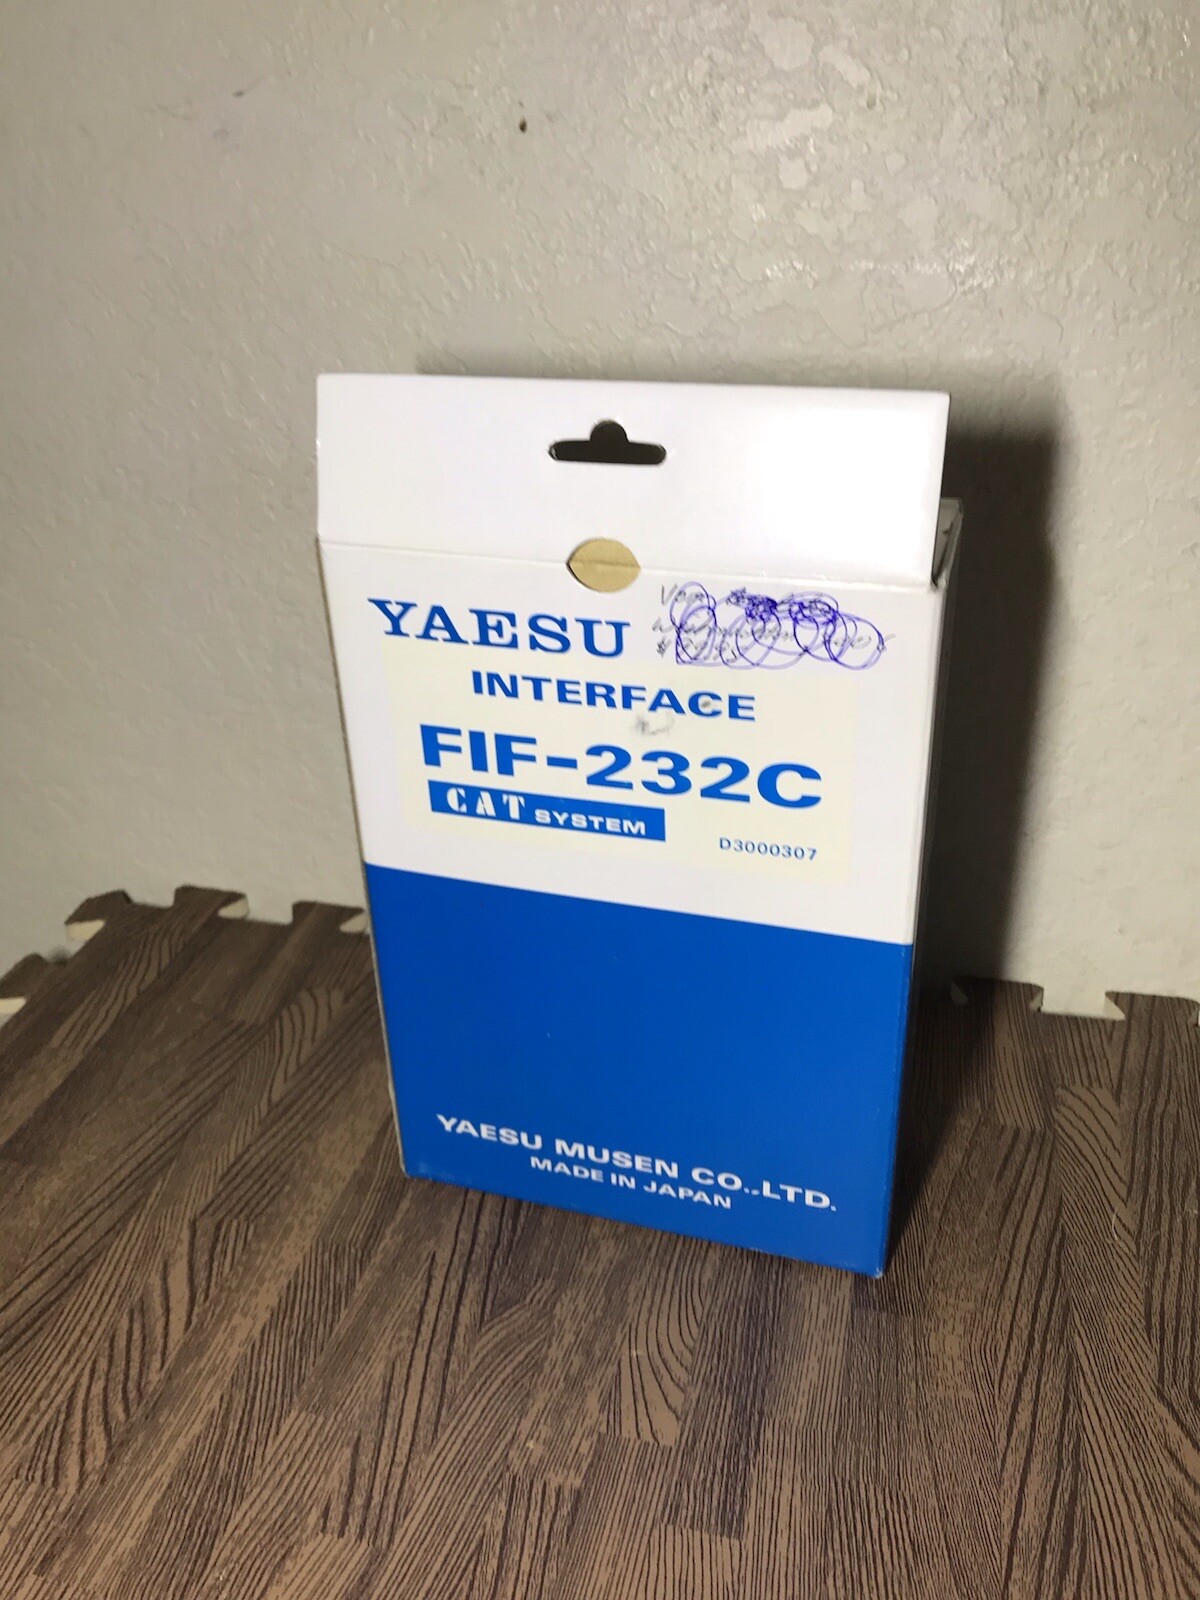 YAESU
INTERFACE
FIF-232C
CAT SYSTEM
D3000307
YAESU MUSEN CO.,LTD.
MADE IN JAPAN